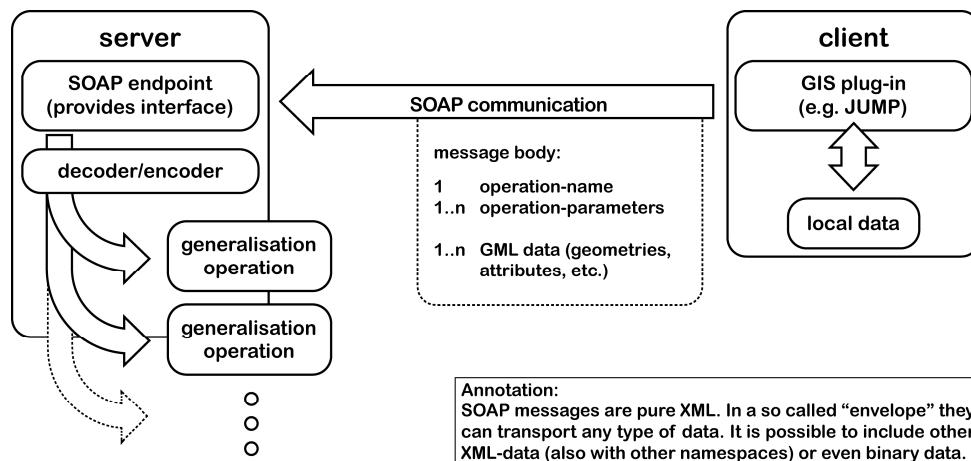 server
SOAP endpoint
(provides interface)
decoder/encoder
generalisation
operation
generalisation
operation
SOAP communication
message body:
1 operation-name
1..n operation-parameters
1..n GML data (geometries,
attributes, etc.)
client
GIS plug-in
(e.g. JUMP)
local data
Annotation:
SOAP messages are pure XML. In a so called “envelope” they
can transport any type of data. It is possible to include other
XML-data (also with other namespaces) or even binary data.